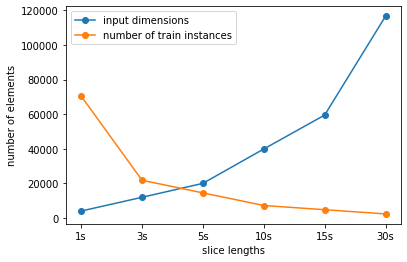 120000
100000
80000
60000
40000
20000
0
number of elements
input dimensions
number of train instances
1s 3s 5s 10s 15s 30s
slice lengths